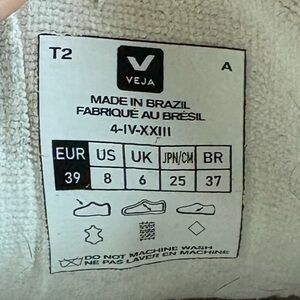 T2 V A
VEJA
MADE IN BRAZIL
FABRIQUÉ AU BRÉSIL
4-IV-XXIII
EUR US UK JPN/CM BR
39 8 6 25 37
DO NOT MACHINE WASH
NE PAS LAVER EN MACHINE